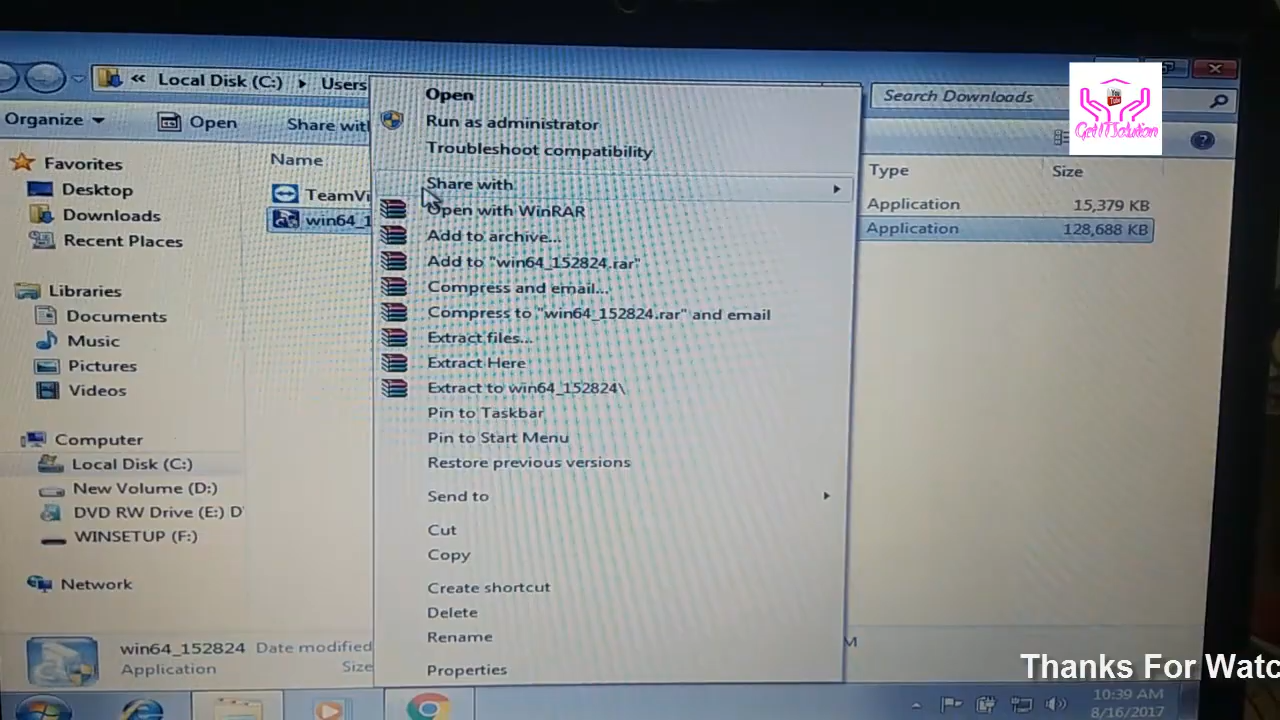 « Local Disk (C:) ▸ Users
Search Downloads
You Tube
Get IT Solution
Organize
Open
Share with
Favorites
Desktop
Downloads
Recent Places
Libraries
Documents
Music
Pictures
Videos
Computer
Local Disk (C:)
New Volume (D:)
DVD RW Drive (E:) D
WINSETUP (F:)
Network
Name
TeamVi
win64_1
Open
Run as administrator
Troubleshoot compatibility
Share with
Open with WinRAR
Add to archive...
Add to "win64_152824.rar"
Compress and email...
Compress to "win64_152824.rar" and email
Extract files...
Extract Here
Extract to win64_152824\
Pin to Taskbar
Pin to Start Menu
Restore previous versions
Send to
Cut
Copy
Create shortcut
Delete
Rename
Properties
Type Size
Application 15,379 KB
Application 128,688 KB
win64_152824 Date modified
Application Size
M
Thanks For Watc
10:39 AM
8/16/2017